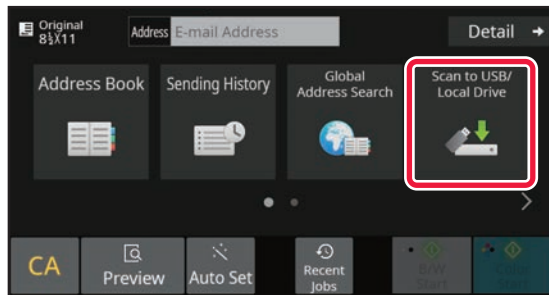 Original
8½X11
Address
E-mail Address
Detail
Address Book
Sending History
Global
Address Search
Scan to USB/
Local Drive
CA
Preview
Auto Set
Recent
Jobs
B/W
Start
Color
Start